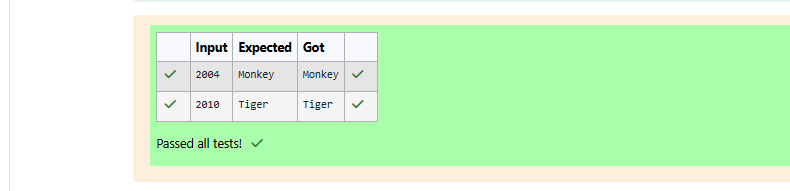 Input Expected Got
2004 Monkey Monkey
2010 Tiger Tiger
Passed all tests!